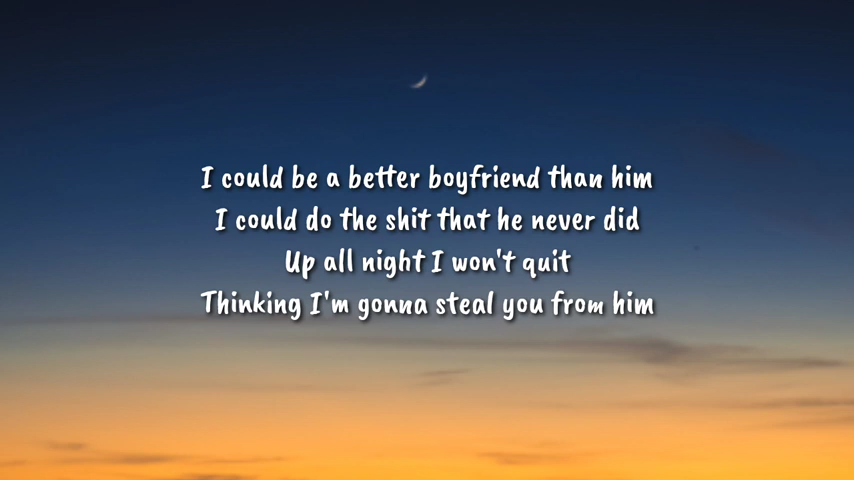 I could be a better boyfriend than him
I could do the shit that he never did
Up all night I won't quit
Thinking I'm gonna steal you from him